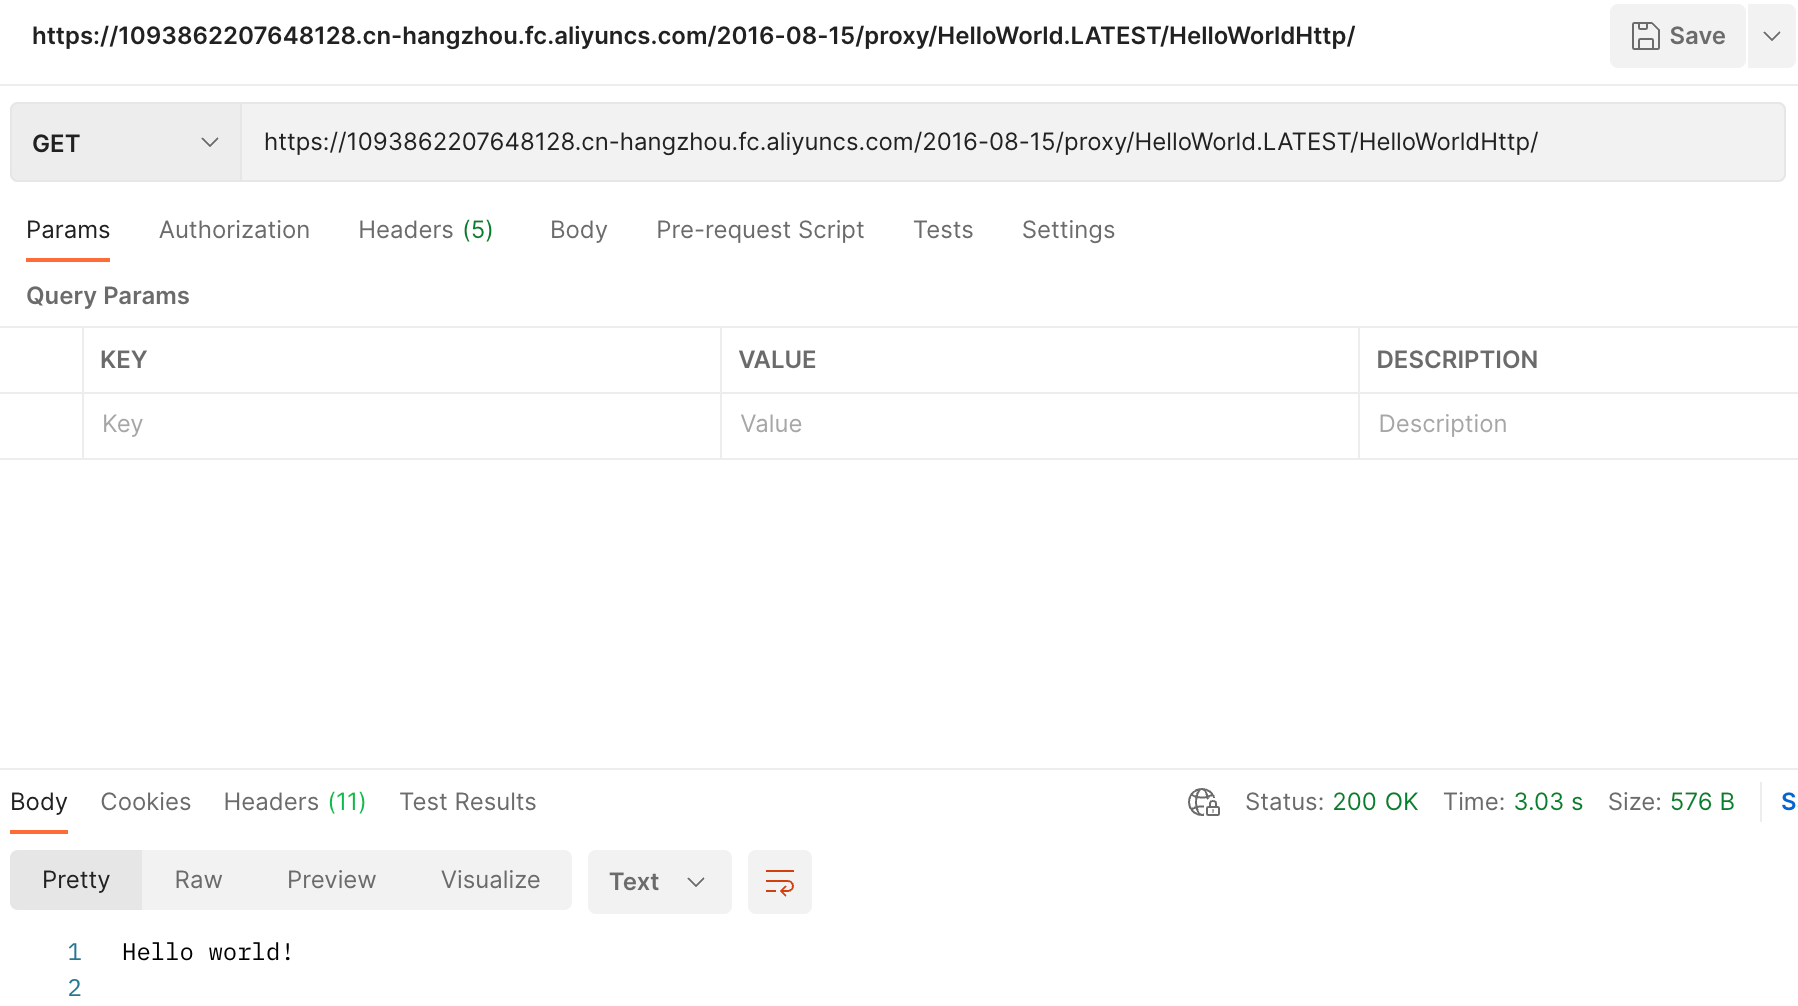 https://1093862207648128.cn-hangzhou.fc.aliyuncs.com/2016-08-15/proxy/HelloWorld.LATEST/HelloWorldHttp/ Save
GET https://1093862207648128.cn-hangzhou.fc.aliyuncs.com/2016-08-15/proxy/HelloWorld.LATEST/HelloWorldHttp/
Params Authorization Headers (5) Body Pre-request Script Tests Settings
Query Params
KEY VALUE DESCRIPTION
Key Value Description
Body Cookies Headers (11) Test Results Status: 200 OK Time: 3.03 s Size: 576 B S
Pretty Raw Preview Visualize Text
1 Hello world!
2